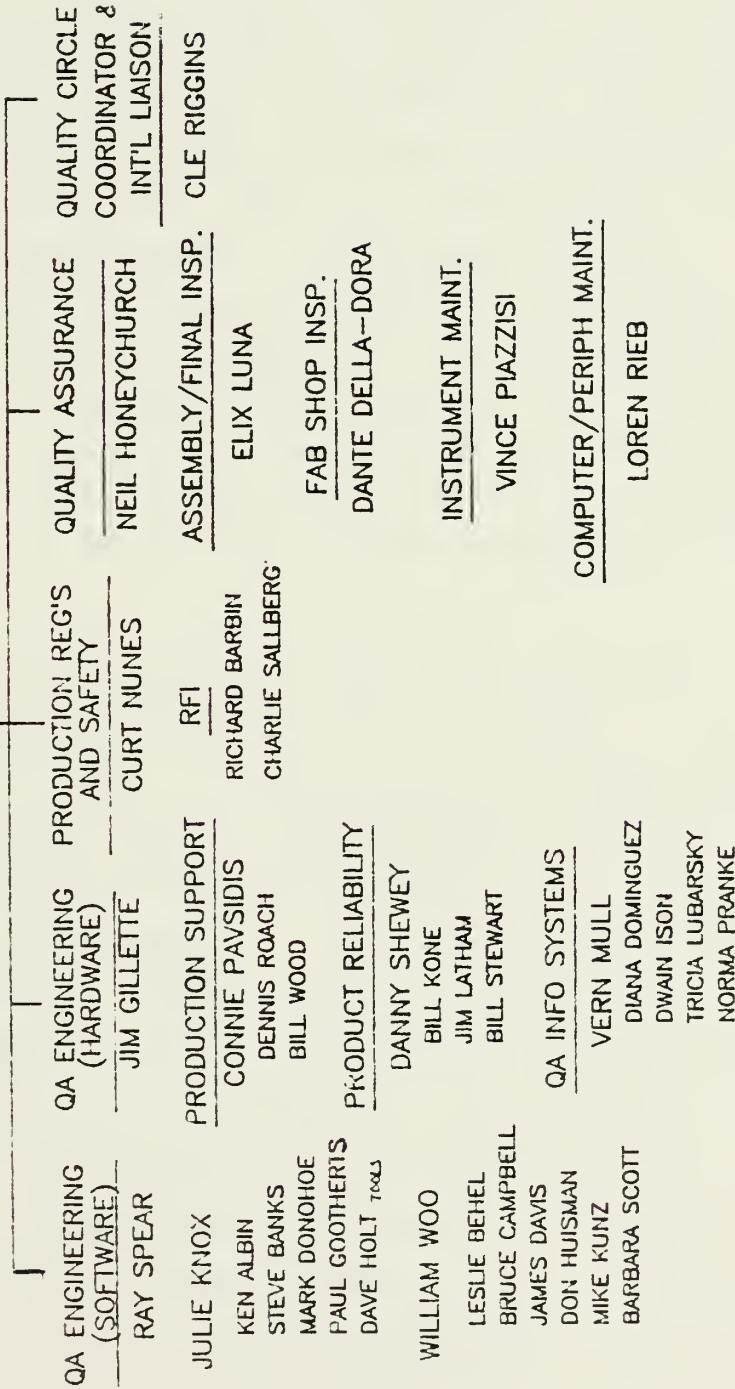 QA ENGINEERING
(SOFTWARE)
RAY SPEAR
JULIE KNOX
KEN ALBIN
STEVE BANKS
MARK DONOHOE
PAUL GOOTHERTS
DAVE HOLT TOOLS
WILLIAM WOO
LESLIE BEHEL
BRUCE CAMPBELL
JAMES DAVIS
DON HUISMAN
MIKE KUNZ
BARBARA SCOTT
QA ENGINEERING
(HARDWARE)
JIM GILLETTE
PRODUCTION SUPPORT
CONNIE PAVSIDIS
DENNIS ROACH
BILL WOOD
PRODUCT RELIABILITY
DANNY SHEWEY
BILL KONE
JIM LATHAM
BILL STEWART
QA INFO SYSTEMS
VERN MULL
DIANA DOMINGUEZ
DWAIN ISON
TRICIA LUBARSKY
NORMA PRANKE
PRODUCTION REG'S
AND SAFETY
CURT NUNES
RFI
RICHARD BARBIN
CHARLIE SALLBERG
QUALITY ASSURANCE
NEIL HONEYCHURCH
ASSEMBLY/FINAL INSP.
ELIX LUNA
FAB SHOP INSP.
DANTE DELLA-DORA
INSTRUMENT MAINT.
VINCE PIAZZISI
COMPUTER/PERIPH MAINT.
LOREN RIEB
QUALITY CIRCLE
COORDINATOR &
INT'L LIAISON
CLE RIGGINS